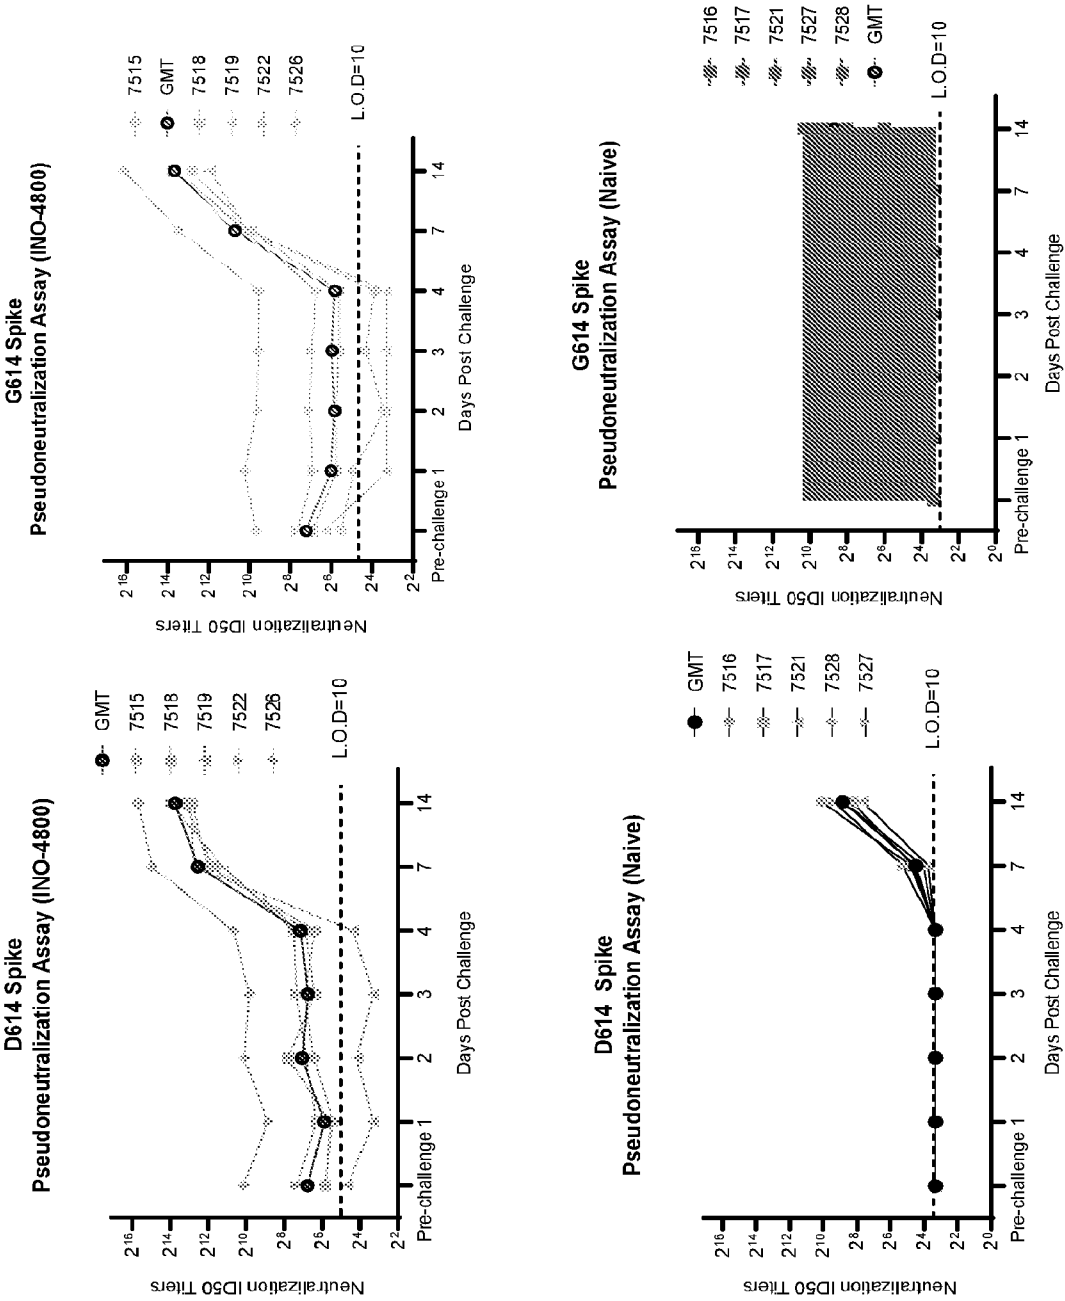 D614 Spike
Pseudoneutralization Assay (INO-4800)
Neutralization ID50 Titers
2^16
2^14
2^12
2^10
2^8
2^6
2^4
2^2
Pre-challenge 1 2 3 4 7 14
Days Post Challenge
GMT
7515
7518
7519
7522
7526
L.O.D=10
G614 Spike
Pseudoneutralization Assay (INO-4800)
Neutralization ID50 Titers
2^16
2^14
2^12
2^10
2^8
2^6
2^4
2^2
Pre-challenge 1 2 3 4 7 14
Days Post Challenge
7515
GMT
7518
7519
7522
7526
L.O.D=10
D614 Spike
Pseudoneutralization Assay (Naive)
Neutralization ID50 Titers
2^16
2^14
2^12
2^10
2^8
2^6
2^4
2^2
2^0
Pre-challenge 1 2 3 4 7 14
Days Post Challenge
GMT
7516
7517
7521
7528
7527
L.O.D=10
G614 Spike
Pseudoneutralization Assay (Naive)
Neutralization ID50 Titers
2^16
2^14
2^12
2^10
2^8
2^6
2^4
2^2
2^0
Pre-challenge 1 2 3 4 7 14
Days Post Challenge
7516
7517
7521
7527
7528
GMT
L.O.D=10